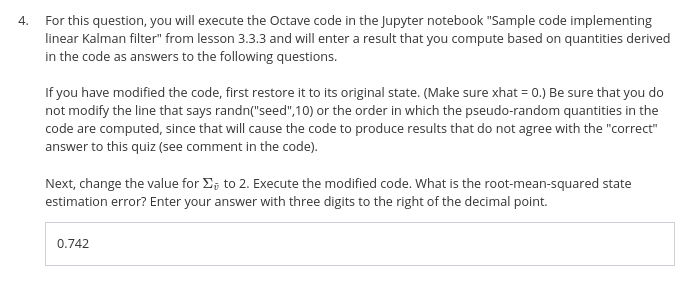 4. For this question, you will execute the Octave code in the Jupyter notebook "Sample code implementing
linear Kalman filter" from lesson 3.3.3 and will enter a result that you compute based on quantities derived
in the code as answers to the following questions.
If you have modified the code, first restore it to its original state. (Make sure xhat = 0.) Be sure that you do
not modify the line that says randn("seed",10) or the order in which the pseudo-random quantities in the
code are computed, since that will cause the code to produce results that do not agree with the "correct"
answer to this quiz (see comment in the code).
Next, change the value for Σ_ṽ to 2. Execute the modified code. What is the root-mean-squared state
estimation error? Enter your answer with three digits to the right of the decimal point.
0.742